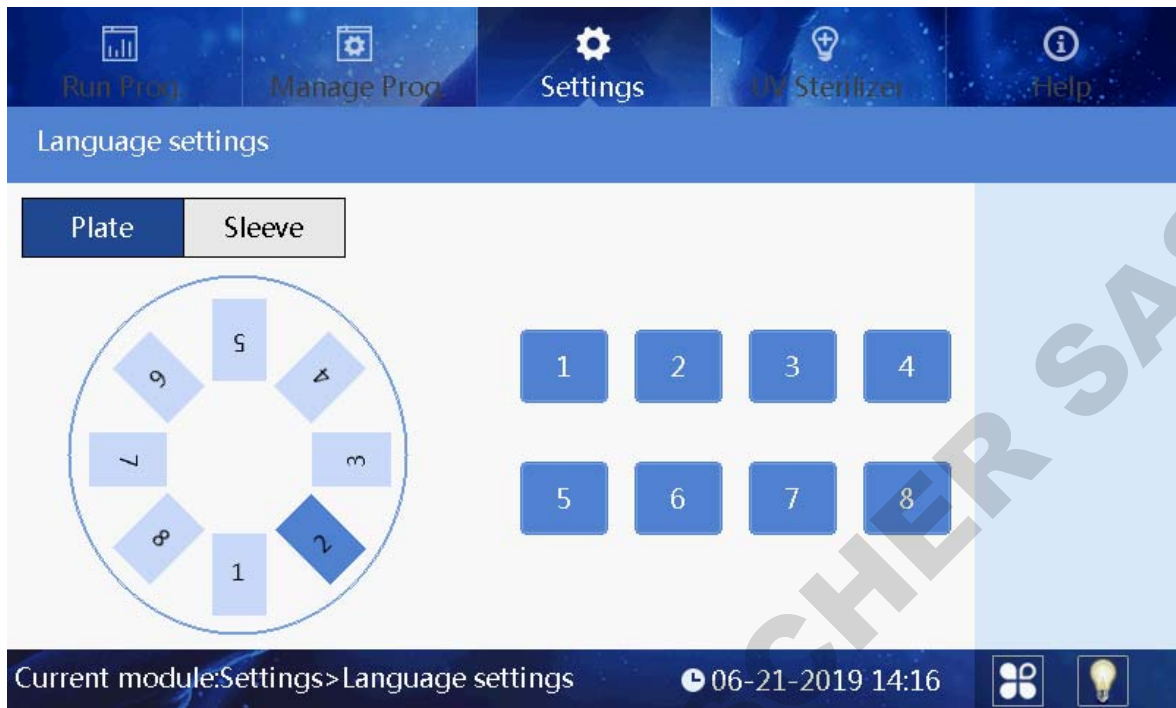 Run Prog.
Manage Prog.
Settings
UV Sterilizer
Help
Language settings
Plate
Sleeve
5
6
4
7
3
8
2
1
1 2 3 4
5 6 7 8
CHER SAS
Current module:Settings>Language settings
06-21-2019 14:16